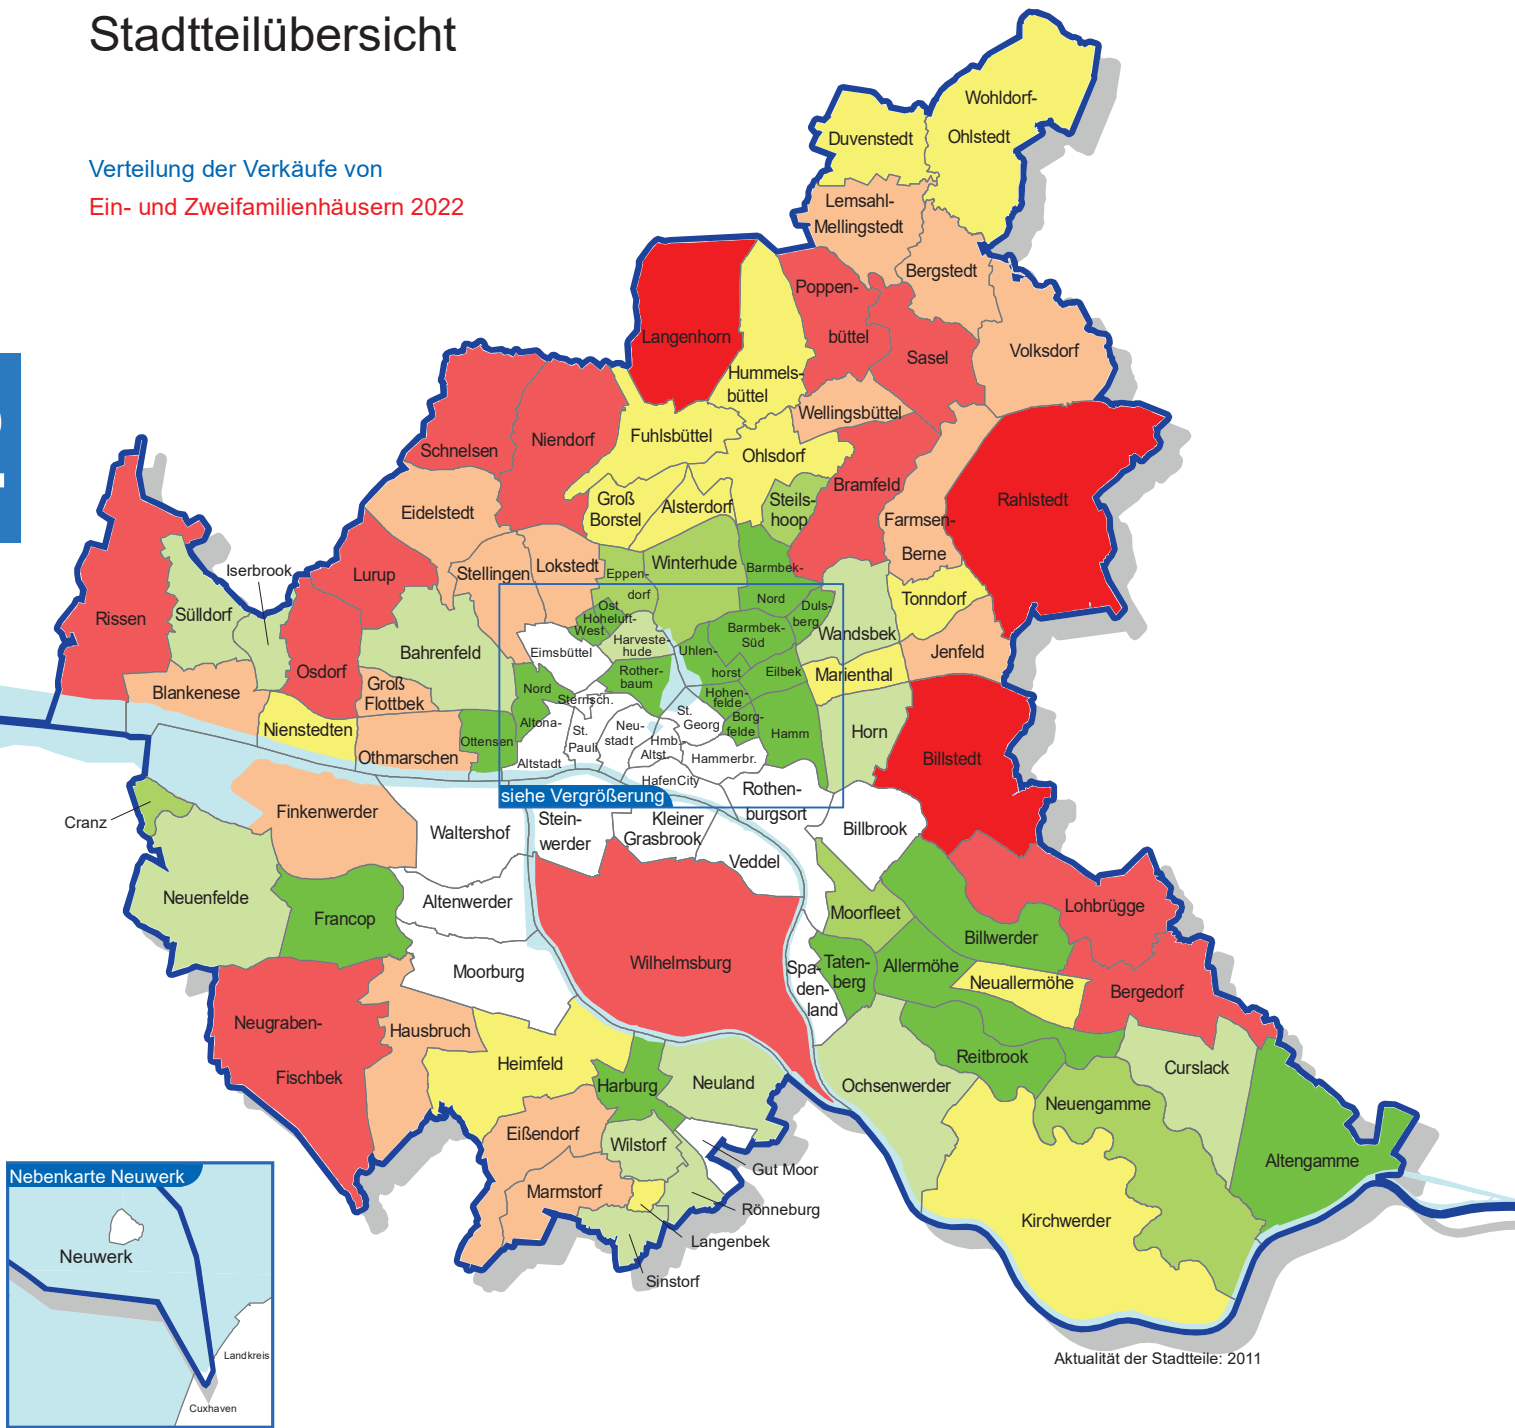 Stadtteilübersicht
Verteilung der Verkäufe von
Ein- und Zweifamilienhäusern 2022
Wohldorf-
Ohlstedt
Duvenstedt
Lemsahl-
Mellingstedt
Bergstedt
Poppen-
büttel
Langenhorn
Volksdorf
Sasel
Hummels-
büttel
Wellingsbüttel
Fuhlsbüttel
Niendorf
Schnelsen
Ohlsdorf
Bramfeld
Rahlstedt
Groß
Borstel
Alsterdorf
Steils-
hoop
Eidelstedt
Farmsen-
Berne
Lokstedt
Winterhude
Barmbek-
Nord
Stellingen
Lurup
Iserbrook
Sülldorf
Rissen
Eppen-
dorf
Tonndorf
Ost
Hoheluft-
West
Duls-
berg
Barmbek-
Süd
Wandsbek
Harveste-
hude
Eimsbüttel
Bahrenfeld
Uhlen-
horst
Jenfeld
Osdorf
Rother-
baum
Eilbek
Marienthal
Groß
Flottbek
Blankenese
Nord
Sternsch.
Hohen-
felde
St.
Georg
Borg-
felde
Altona-
Altstadt
St.
Pauli
Neu-
stadt
Hmb.-
Altst.
Hamm
Horn
Nienstedten
Othmarschen
Ottensen
Hammerbr.
Billstedt
HafenCity
Rothen-
burgsort
siehe Vergrößerung
Finkenwerder
Cranz
Waltershof
Stein-
werder
Kleiner
Grasbrook
Billbrook
Veddel
Neuenfelde
Francop
Altenwerder
Moorfleet
Lohbrügge
Billwerder
Moorburg
Wilhelmsburg
Spa-
den-
land
Taten-
berg
Allermöhe
Neuallermöhe
Bergedorf
Neugraben-
Fischbek
Hausbruch
Heimfeld
Harburg
Neuland
Ochsenwerder
Reitbrook
Curslack
Neuengamme
Eißendorf
Wilstorf
Gut Moor
Altengamme
Marmstorf
Rönneburg
Langenbek
Sinstorf
Kirchwerder
Nebenkarte Neuwerk
Neuwerk
Landkreis
Cuxhaven
Aktualität der Stadtteile: 2011